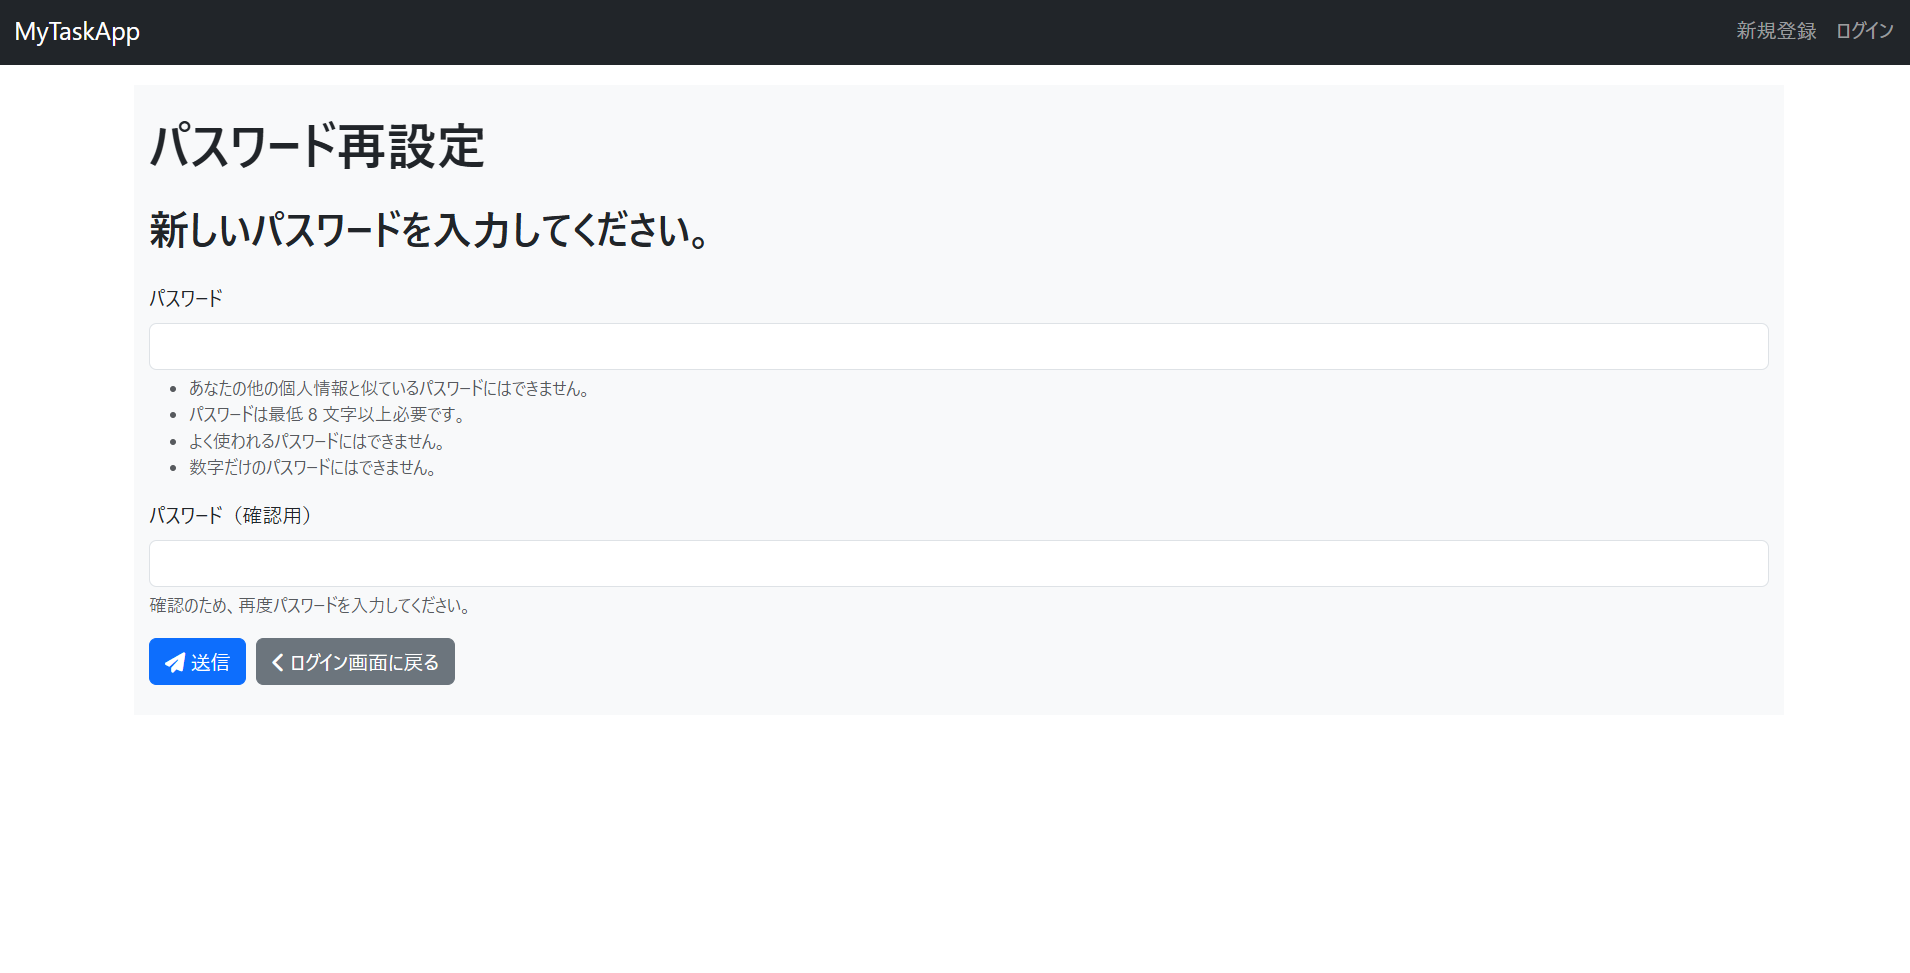 MyTaskApp
新規登録 ログイン
パスワード再設定
新しいパスワードを入力してください。
パスワード
あなたの他の個人情報と似ているパスワードにはできません。
パスワードは最低 8 文字以上必要です。
よく使われるパスワードにはできません。
数字だけのパスワードにはできません。
パスワード（確認用）
確認のため、再度パスワードを入力してください。
送信 ログイン画面に戻る